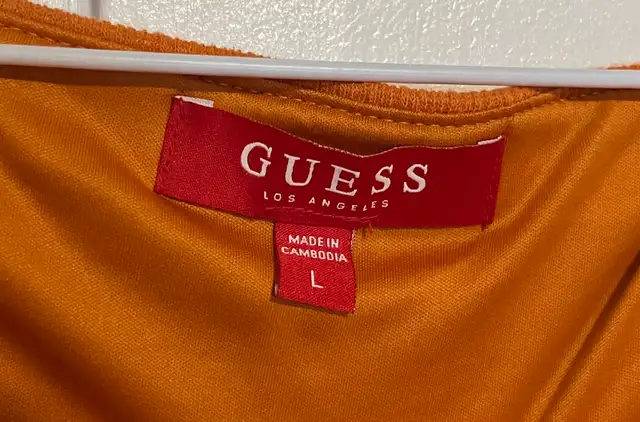 GUESS
LOS ANGELES
MADE IN
CAMBODIA
L